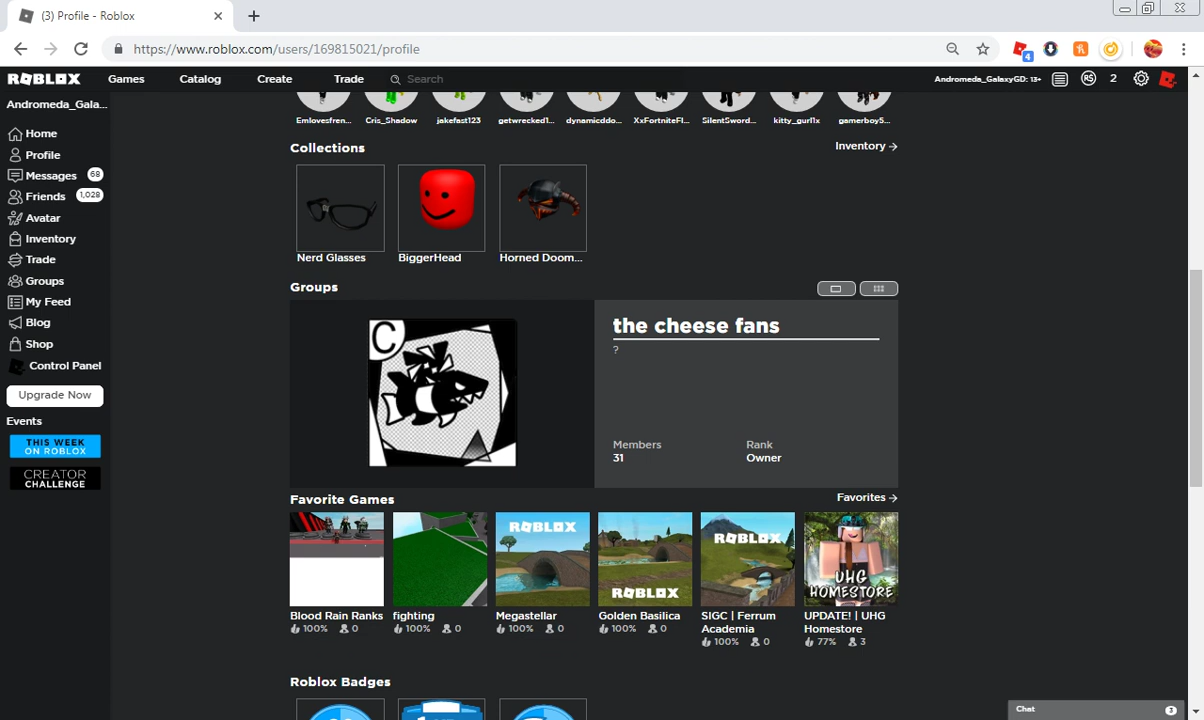 (3) Profile - Roblox
https://www.roblox.com/users/169815021/profile
4
ROBLOX Games Catalog Create Trade Search Andromeda_GalaxyGD: 13+ R$ 2
Andromeda_Gala...
Home
Profile
Messages 68
Friends 1,028
Avatar
Inventory
Trade
Groups
My Feed
Blog
Shop
Control Panel
Upgrade Now
Events
THIS WEEK
ON ROBLOX
CREATOR
CHALLENGE
Emlovesfren... Cris_Shadow jakefast123 getwrecked1... dynamicddo... XxFortniteFl... SilentSword... kitty_gurl1x gamerboy5...
Collections Inventory →
Nerd Glasses BiggerHead Horned Doom...
Groups
C
the cheese fans
?
Members Rank
31 Owner
Favorite Games Favorites →
ROBLOX ROBLOX ROBLOX UHG HOMESTORE
Blood Rain Ranks fighting Megastellar Golden Basilica SIGC | Ferrum Academia UPDATE! | UHG Homestore
100% 0 100% 0 100% 0 100% 0 100% 0 77% 3
Roblox Badges
Chat 3